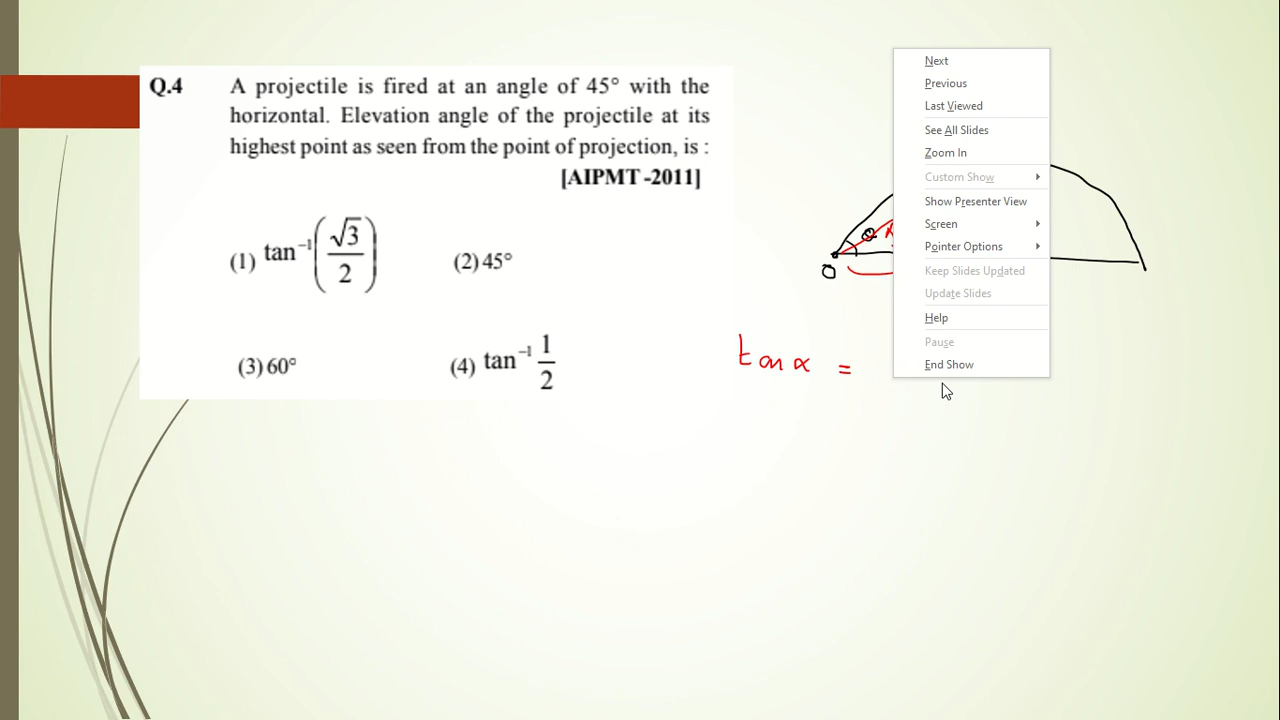 Q.4 A projectile is fired at an angle of 45° with the
horizontal. Elevation angle of the projectile at its
highest point as seen from the point of projection, is :
[AIPMT -2011]
(1) tan⁻¹(√3/2) (2) 45°
(3) 60° (4) tan⁻¹ 1/2
Next
Previous
Last Viewed
See All Slides
Zoom In
Custom Show
Show Presenter View
Screen
Pointer Options
Keep Slides Updated
Update Slides
Help
Pause
End Show
θ
O
tan α =